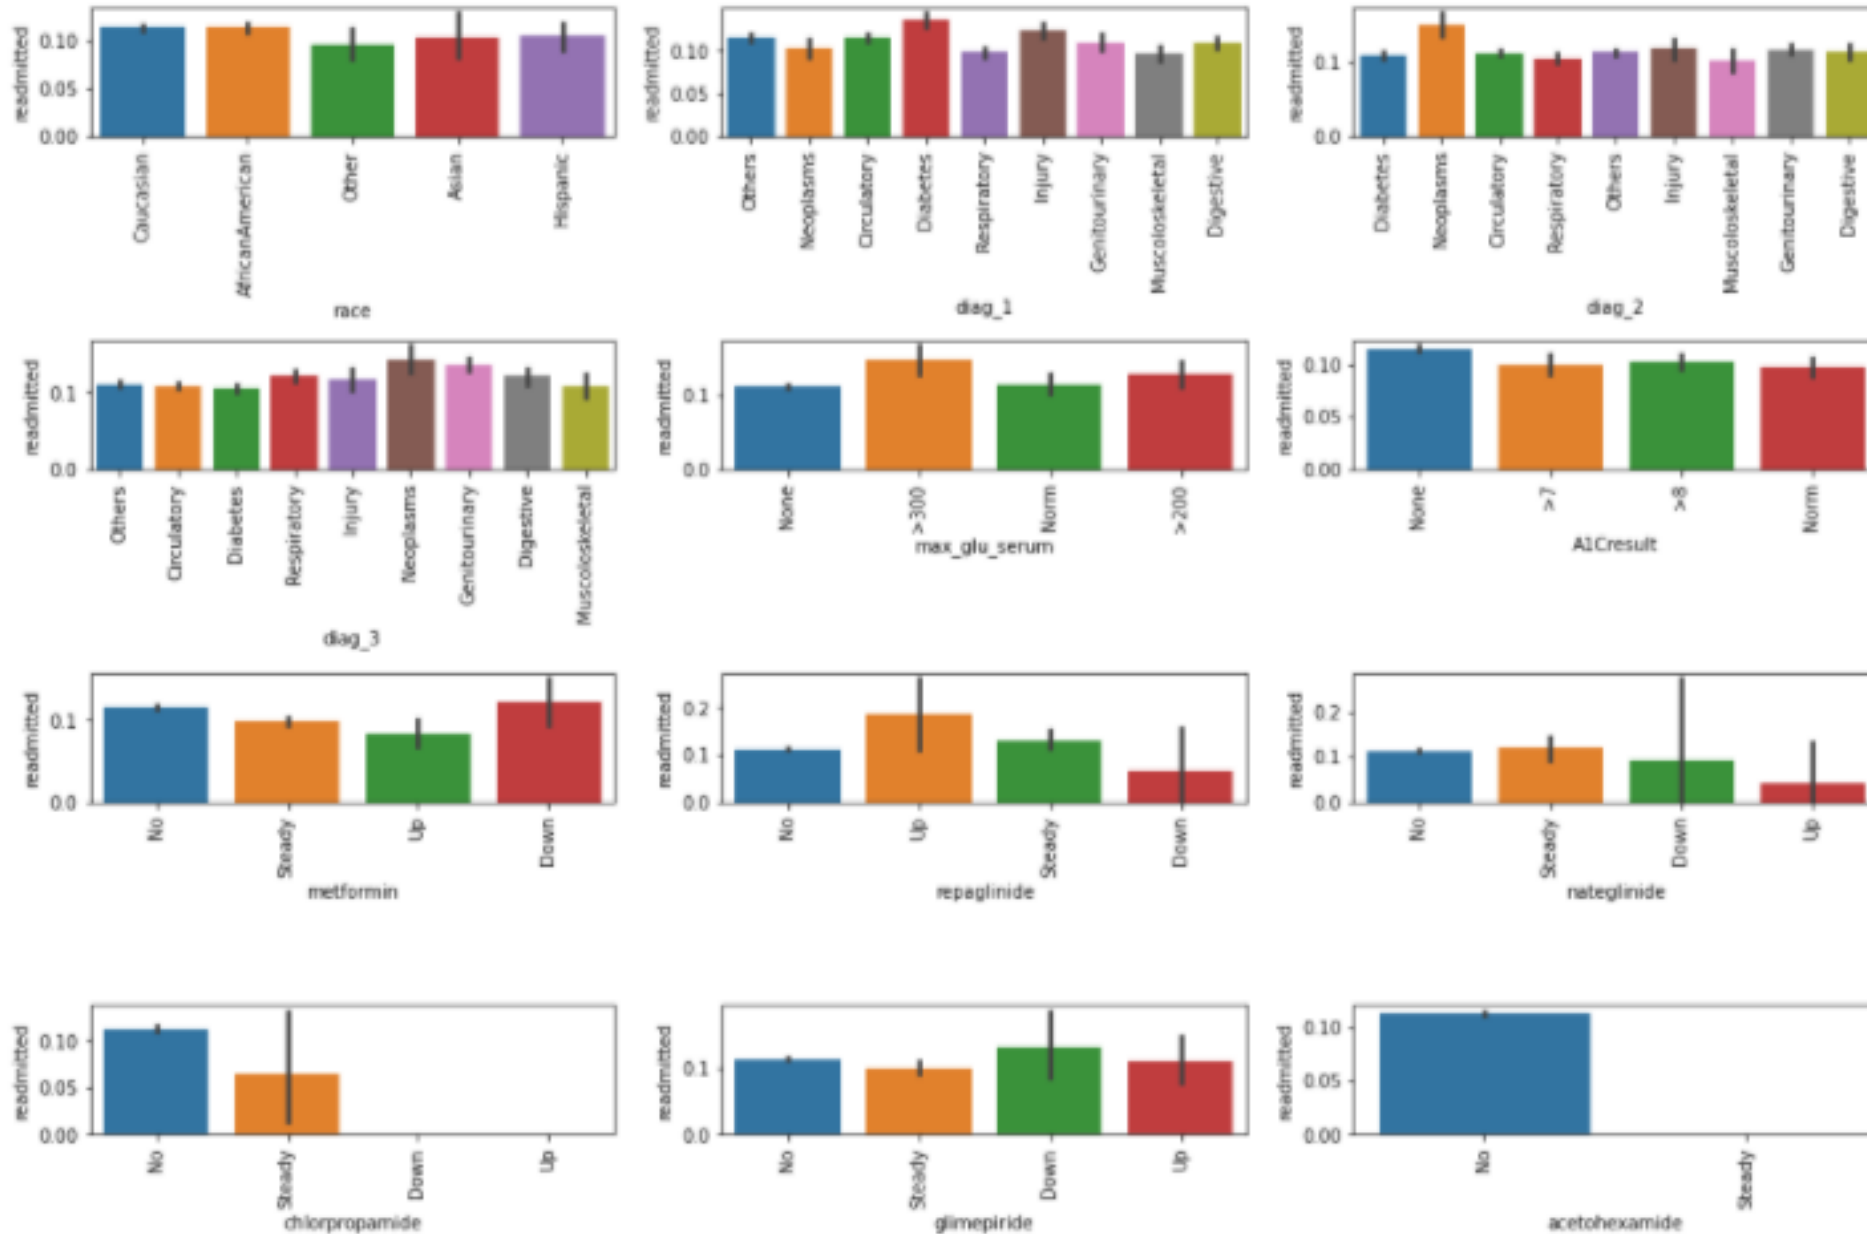 readmitted
0.10
0.05
0.00
Caucasian
AfricanAmerican
Other
Asian
Hispanic
race
readmitted
0.10
0.05
0.00
Others
Neoplasms
Circulatory
Diabetes
Respiratory
Injury
Genitourinary
Muscoloskeletal
Digestive
diag_1
readmitted
0.1
0.0
Diabetes
Neoplasms
Circulatory
Respiratory
Others
Injury
Muscoloskeletal
Genitourinary
Digestive
diag_2
readmitted
0.1
0.0
Others
Circulatory
Diabetes
Respiratory
Injury
Neoplasms
Genitourinary
Digestive
Muscoloskeletal
diag_3
readmitted
0.1
0.0
None
>300
Norm
>200
max_glu_serum
readmitted
0.10
0.05
0.00
None
>7
>8
Norm
A1Cresult
readmitted
0.1
0.0
No
Steady
Up
Down
metformin
readmitted
0.2
0.1
0.0
No
Up
Steady
Down
repaglinide
readmitted
0.2
0.1
0.0
No
Steady
Down
Up
nateglinide
readmitted
0.10
0.05
0.00
No
Steady
Down
Up
chlorpropamide
readmitted
0.1
0.0
No
Steady
Down
Up
glimepiride
readmitted
0.10
0.05
0.00
No
Steady
acetohexamide